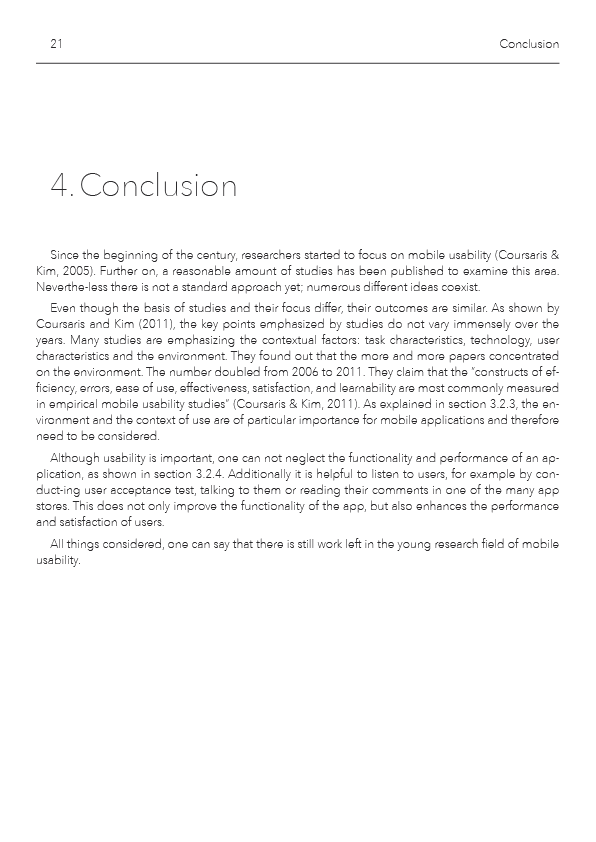 21 Conclusion
4. Conclusion
Since the beginning of the century, researchers started to focus on mobile usability (Coursaris &
Kim, 2005). Further on, a reasonable amount of studies has been published to examine this area.
Neverthe-less there is not a standard approach yet; numerous different ideas coexist.
Even though the basis of studies and their focus differ, their outcomes are similar. As shown by
Coursaris and Kim (2011), the key points emphasized by studies do not vary immensely over the
years. Many studies are emphasizing the contextual factors: task characteristics, technology, user
characteristics and the environment. They found out that the more and more papers concentrated
on the environment. The number doubled from 2006 to 2011. They claim that the "constructs of ef-
ficiency, errors, ease of use, effectiveness, satisfaction, and learnability are most commonly measured
in empirical mobile usability studies" (Coursaris & Kim, 2011). As explained in section 3.2.3, the en-
vironment and the context of use are of particular importance for mobile applications and therefore
need to be considered.
Although usability is important, one can not neglect the functionality and performance of an ap-
plication, as shown in section 3.2.4. Additionally it is helpful to listen to users, for example by con-
duct-ing user acceptance test, talking to them or reading their comments in one of the many app
stores. This does not only improve the functionality of the app, but also enhances the performance
and satisfaction of users.
All things considered, one can say that there is still work left in the young research field of mobile
usability.